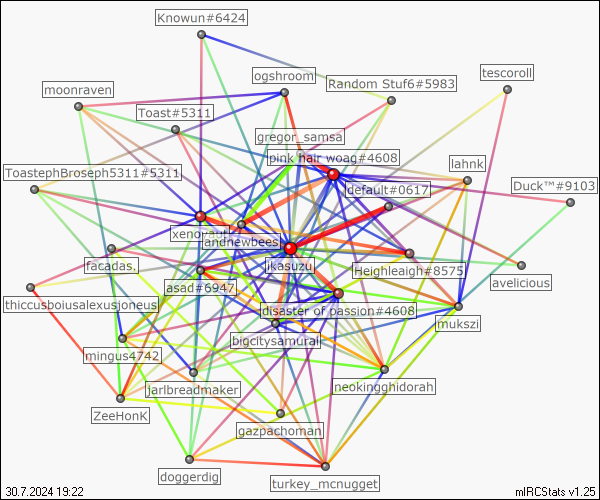 Knowun#6424
tescoroll
ogshroom
Random Stuf6#5983
moonraven
Toast#5311
gregor_samsa
pink hair woag#4608
lahnk
ToastephBroseph5311#5311
default#0617
Duck™#9103
xenonaut
andnewbees
facadas.
ikasuzu
Heighleaigh#8575
avelicious
asad#6947
thiccusboiusalexusjoneus
disaster of passion#4608
mukszi
bigcitysamurai
mingus4742
jarlbreadmaker
neokingghidorah
ZeeHonK
gazpachoman
doggerdig
turkey_mcnugget
30.7.2024 19:22
mIRCStats v1.25